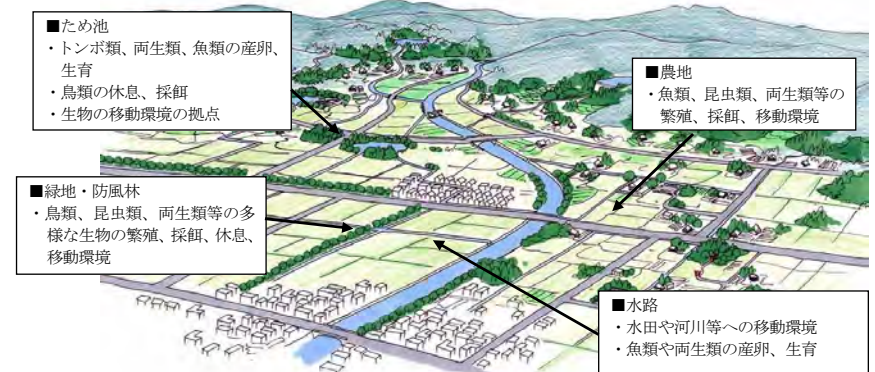 ■ため池
・トンボ類、両生類、魚類の産卵、
生育
・鳥類の休息、採餌
・生物の移動環境の拠点
■農地
・魚類、昆虫類、両生類等の
繁殖、採餌、移動環境
■緑地・防風林
・鳥類、昆虫類、両生類等の多
様な生物の繁殖、採餌、休息、
移動環境
■水路
・水田や河川等への移動環境
・魚類や両生類の産卵、生育